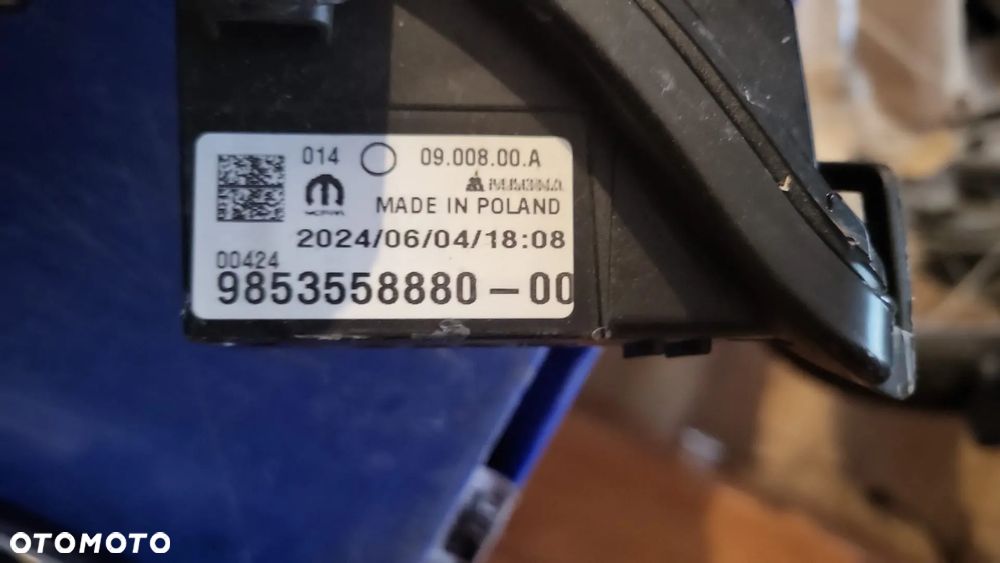 014
09.008.00.A
MADE IN POLAND
2024/06/04/18:08
00424
9853558880-00
OTOMOTO